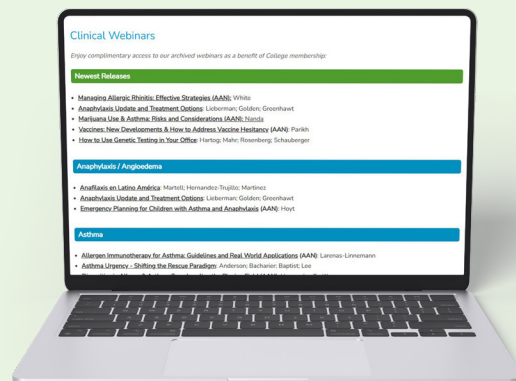 Clinical Webinars
Enjoy complimentary access to our archived webinars as a benefit of College membership:
Newest Releases
• Managing Allergic Rhinitis: Effective Strategies (AAN): White
• Anaphylaxis Update and Treatment Options: Lieberman; Golden; Greenhawt
• Marijuana Use & Asthma: Risks and Considerations (AAN): Nanda
• Vaccines: New Developments & How to Address Vaccine Hesitancy (AAN): Parikh
• How to Use Genetic Testing in Your Office: Hartog; Mahr; Rosenberg; Schauberger
Anaphylaxis / Angioedema
• Anafilaxis en Latino América: Martell; Hernandez-Trujillo; Martinez
• Anaphylaxis Update and Treatment Options: Lieberman; Golden; Greenhawt
• Emergency Planning for Children with Asthma and Anaphylaxis (AAN): Hoyt
Asthma
• Allergen Immunotherapy for Asthma: Guidelines and Real World Applications (AAN): Larenas-Linnemann
• Asthma Urgency - Shifting the Rescue Paradigm: Anderson; Bacharier; Baptist; Lee